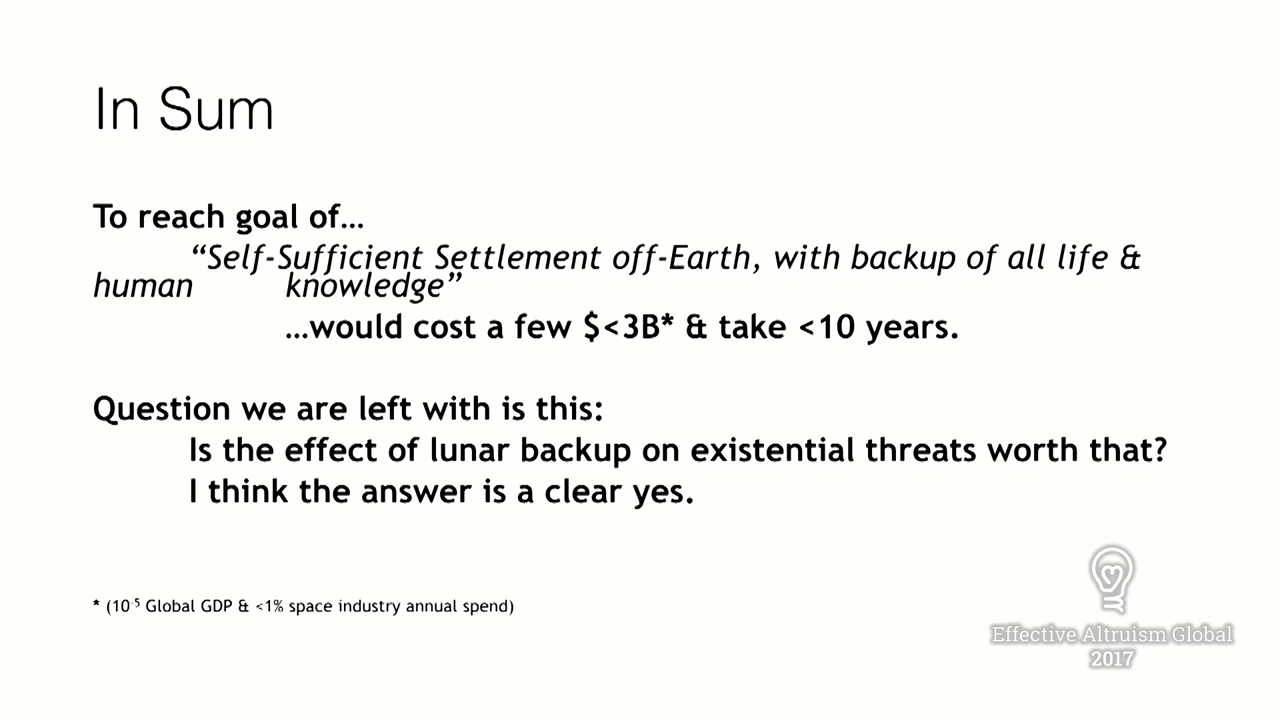 In Sum
To reach goal of…
“Self-Sufficient Settlement off-Earth, with backup of all life &
human knowledge”
…would cost a few $<3B* & take <10 years.
Question we are left with is this:
Is the effect of lunar backup on existential threats worth that?
I think the answer is a clear yes.
* (10⁻⁵ Global GDP & <1% space industry annual spend)
Effective Altruism Global
2017